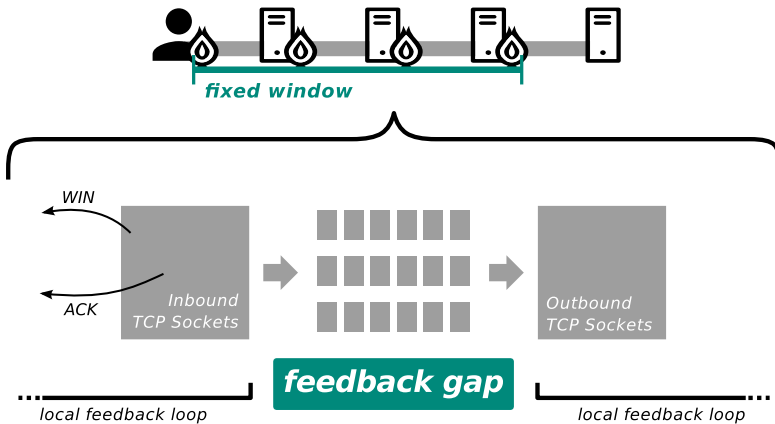 fixed window
WIN
ACK
Inbound
TCP Sockets
Outbound
TCP Sockets
feedback gap
local feedback loop
local feedback loop